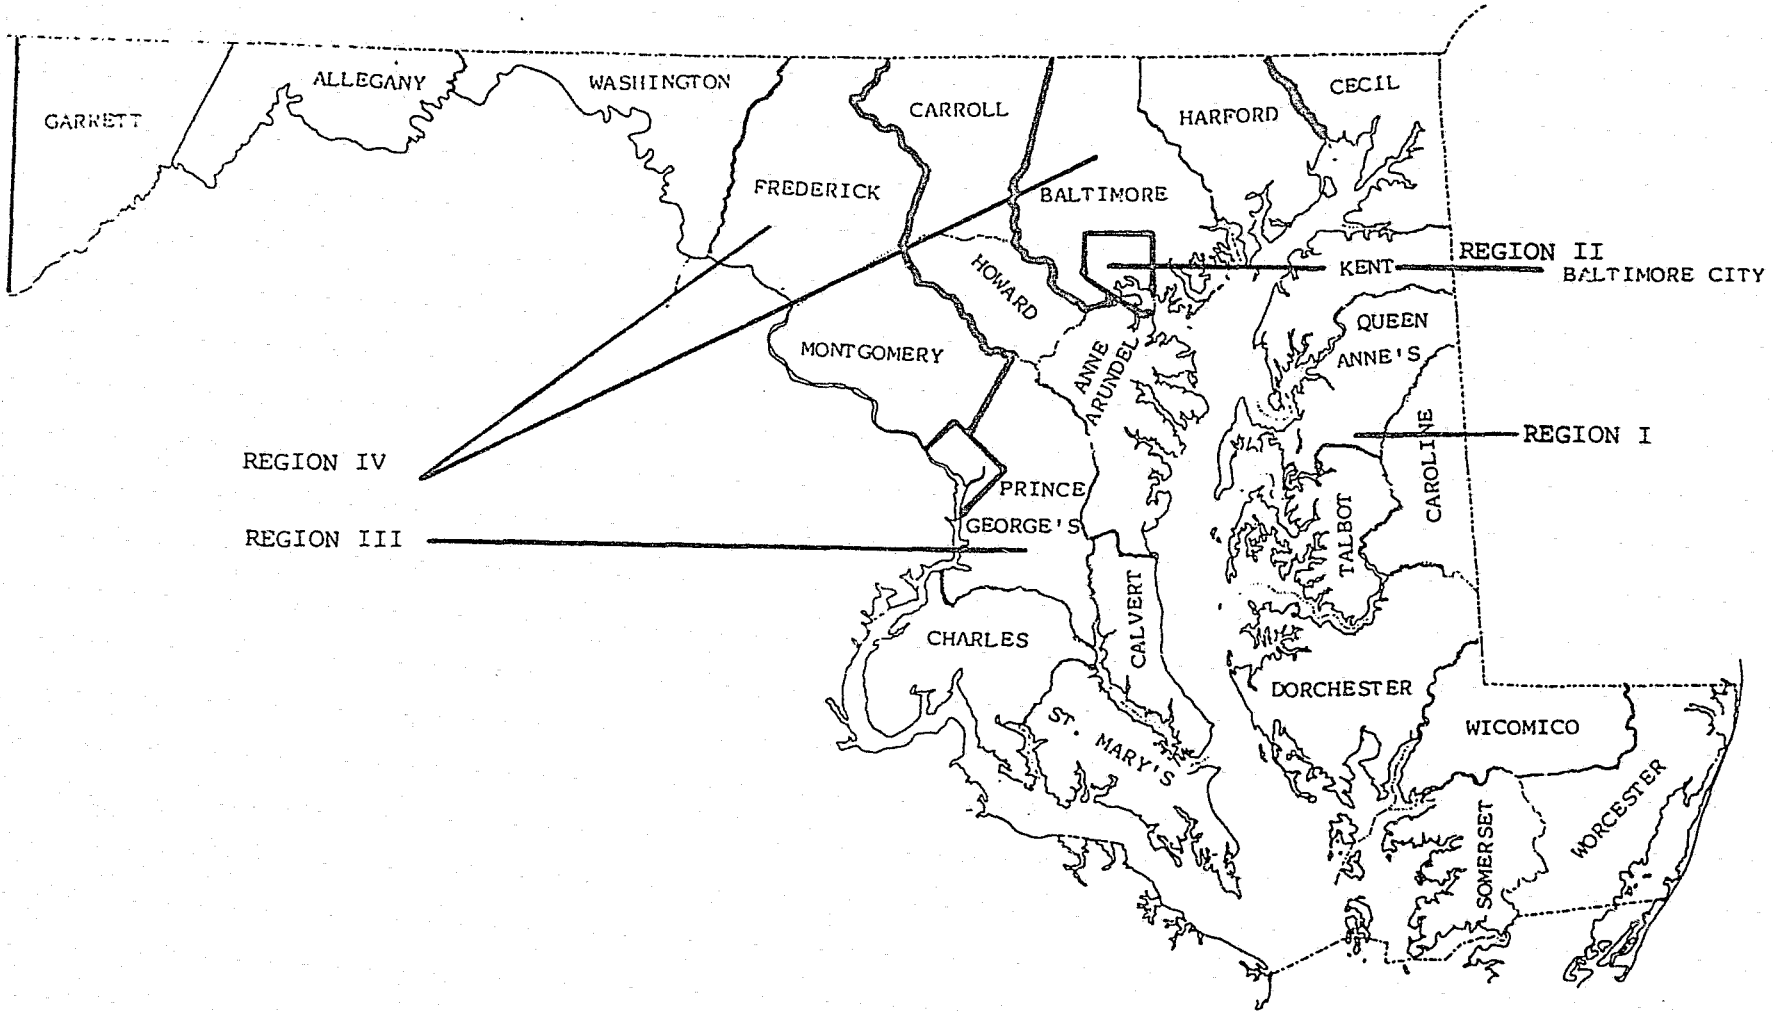 GARRETT
ALLEGANY
WASHINGTON
FREDERICK
CARROLL
BALTIMORE
HARFORD
CECIL
HOWARD
KENT
REGION II
BALTIMORE CITY
MONTGOMERY
ANNE
ARUNDEL
QUEEN
ANNE'S
REGION IV
REGION I
CAROLINE
TALBOT
PRINCE
GEORGE'S
REGION III
CHARLES
CALVERT
ST. MARY'S
DORCHESTER
WICOMICO
SOMERSET
WORCESTER